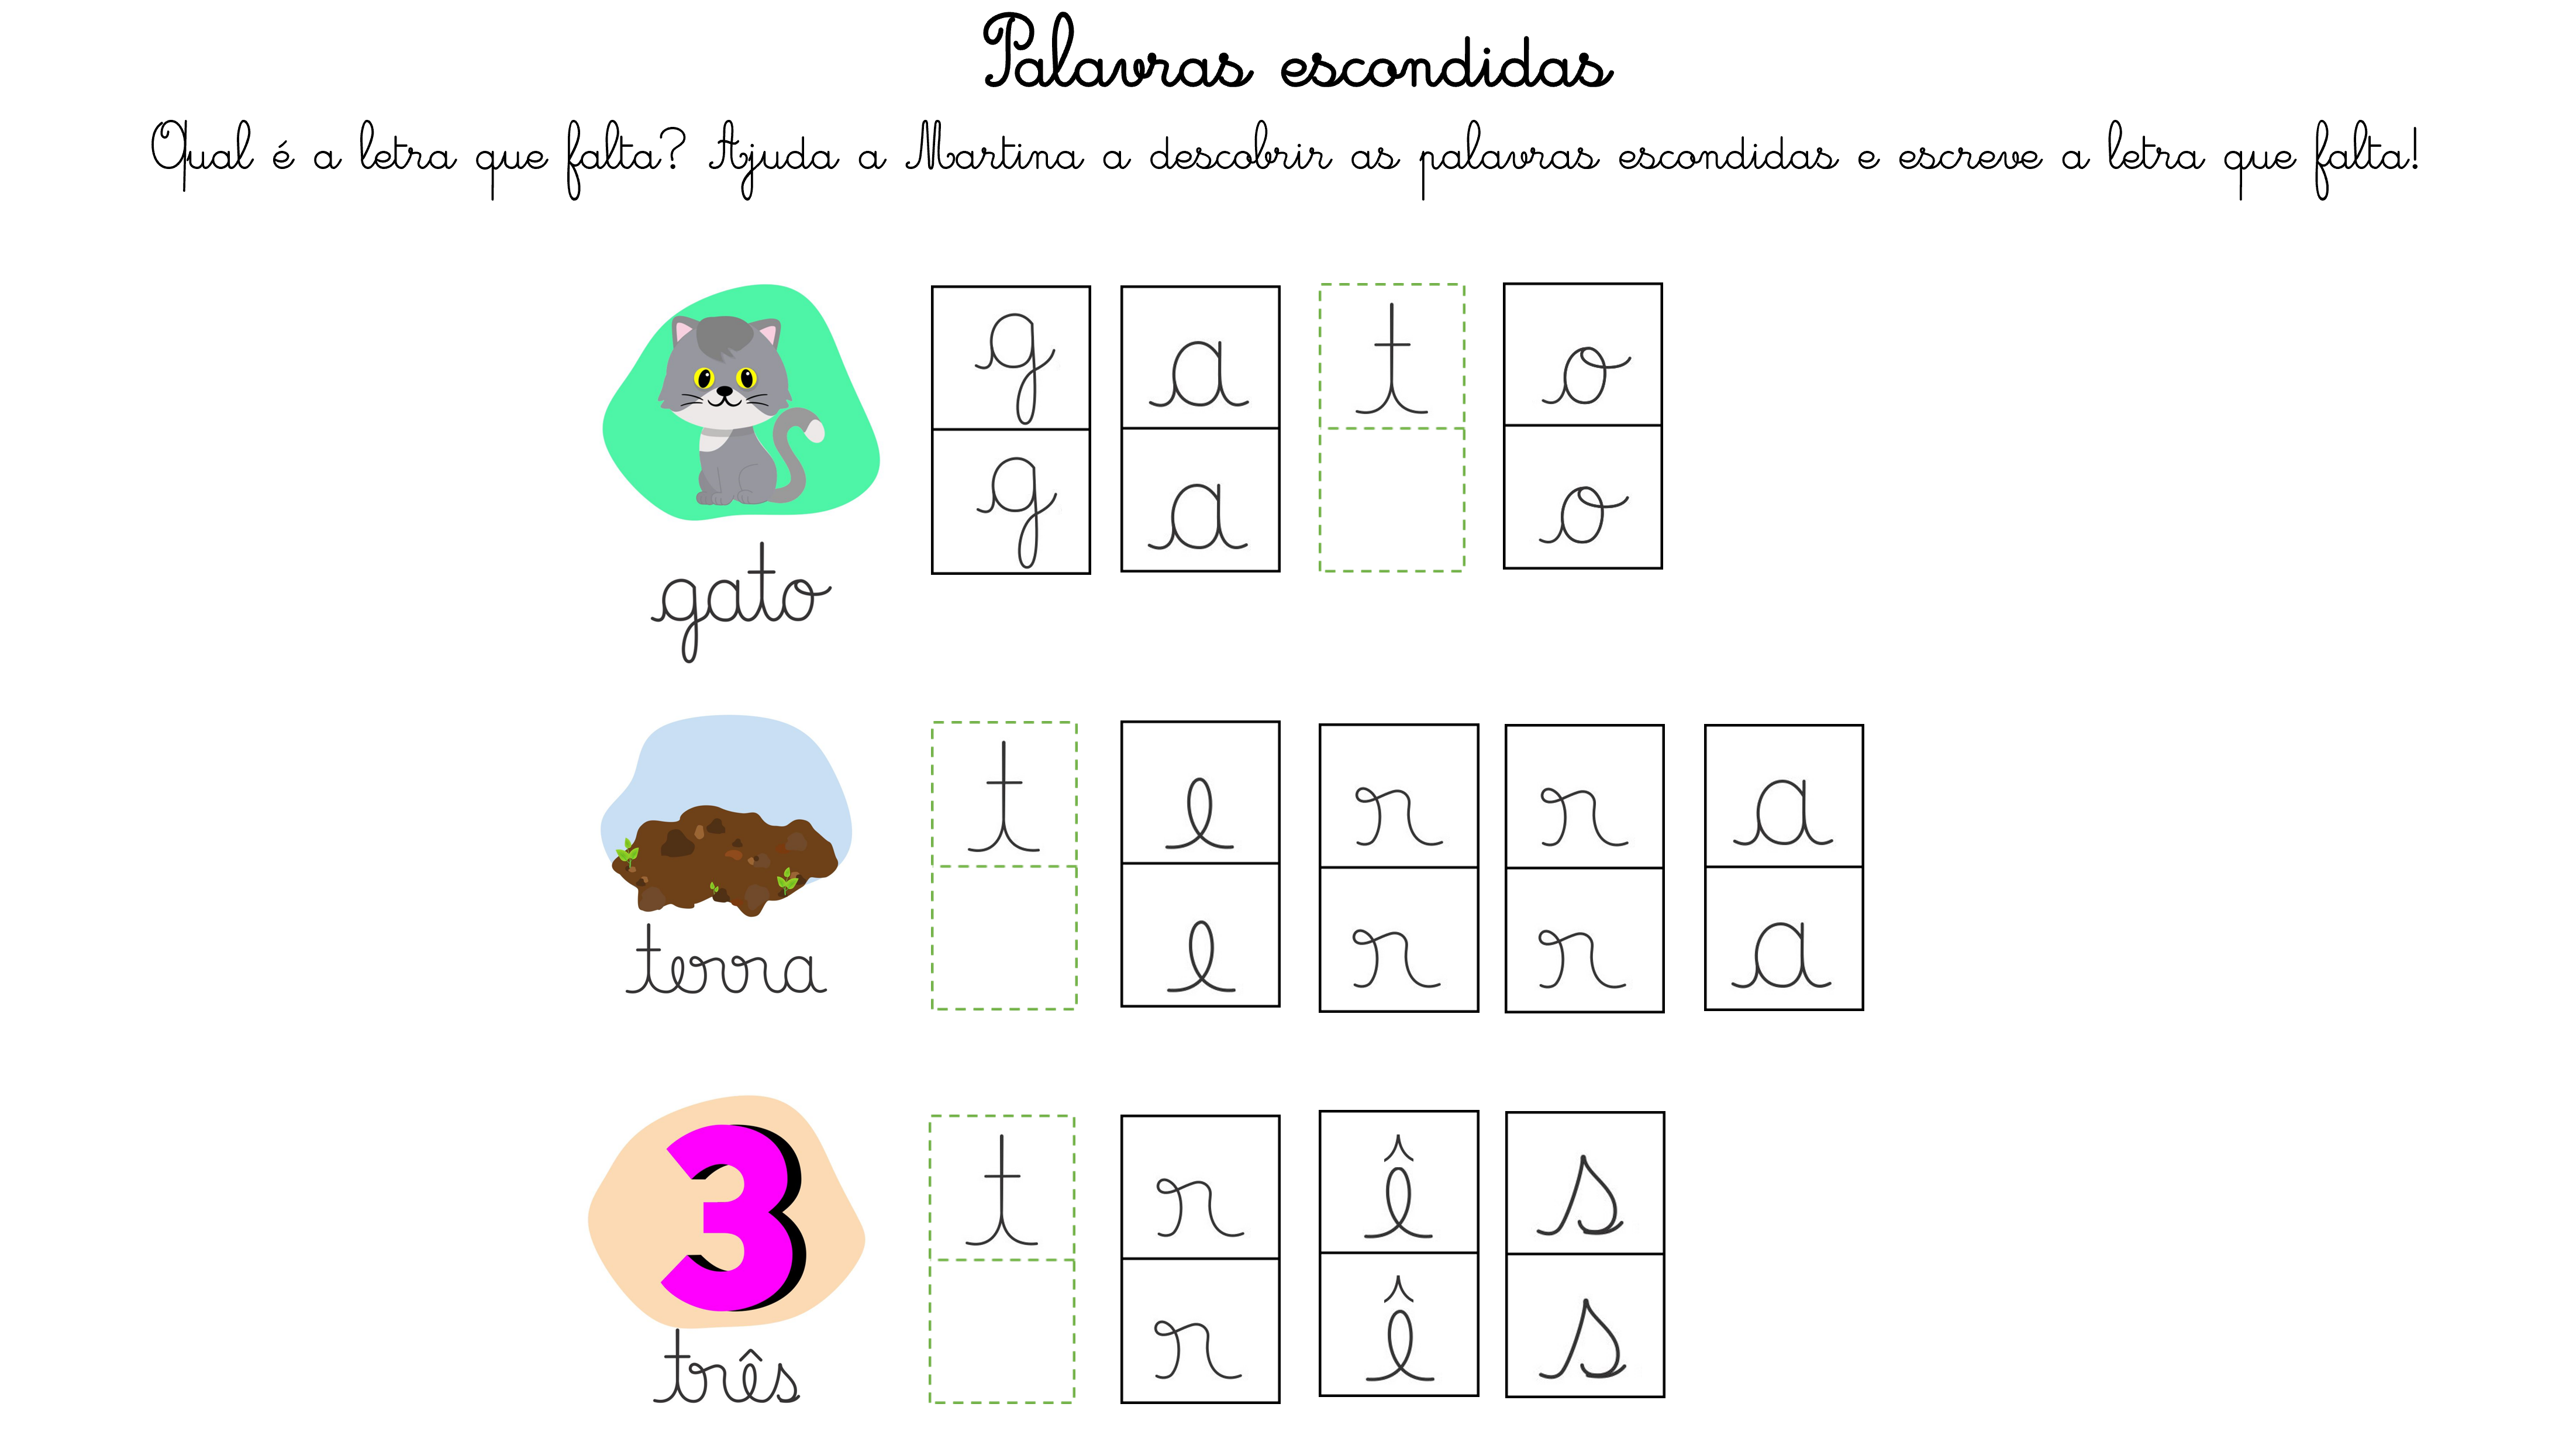 Palavras escondidas
Qual é a letra que falta? Ajuda a Martina a descobrir as palavras escondidas e escreve a letra que falta!
g a t o
g a o
gato
t e r r a
e r r a
terra
3
t r ê s
r ê s
três